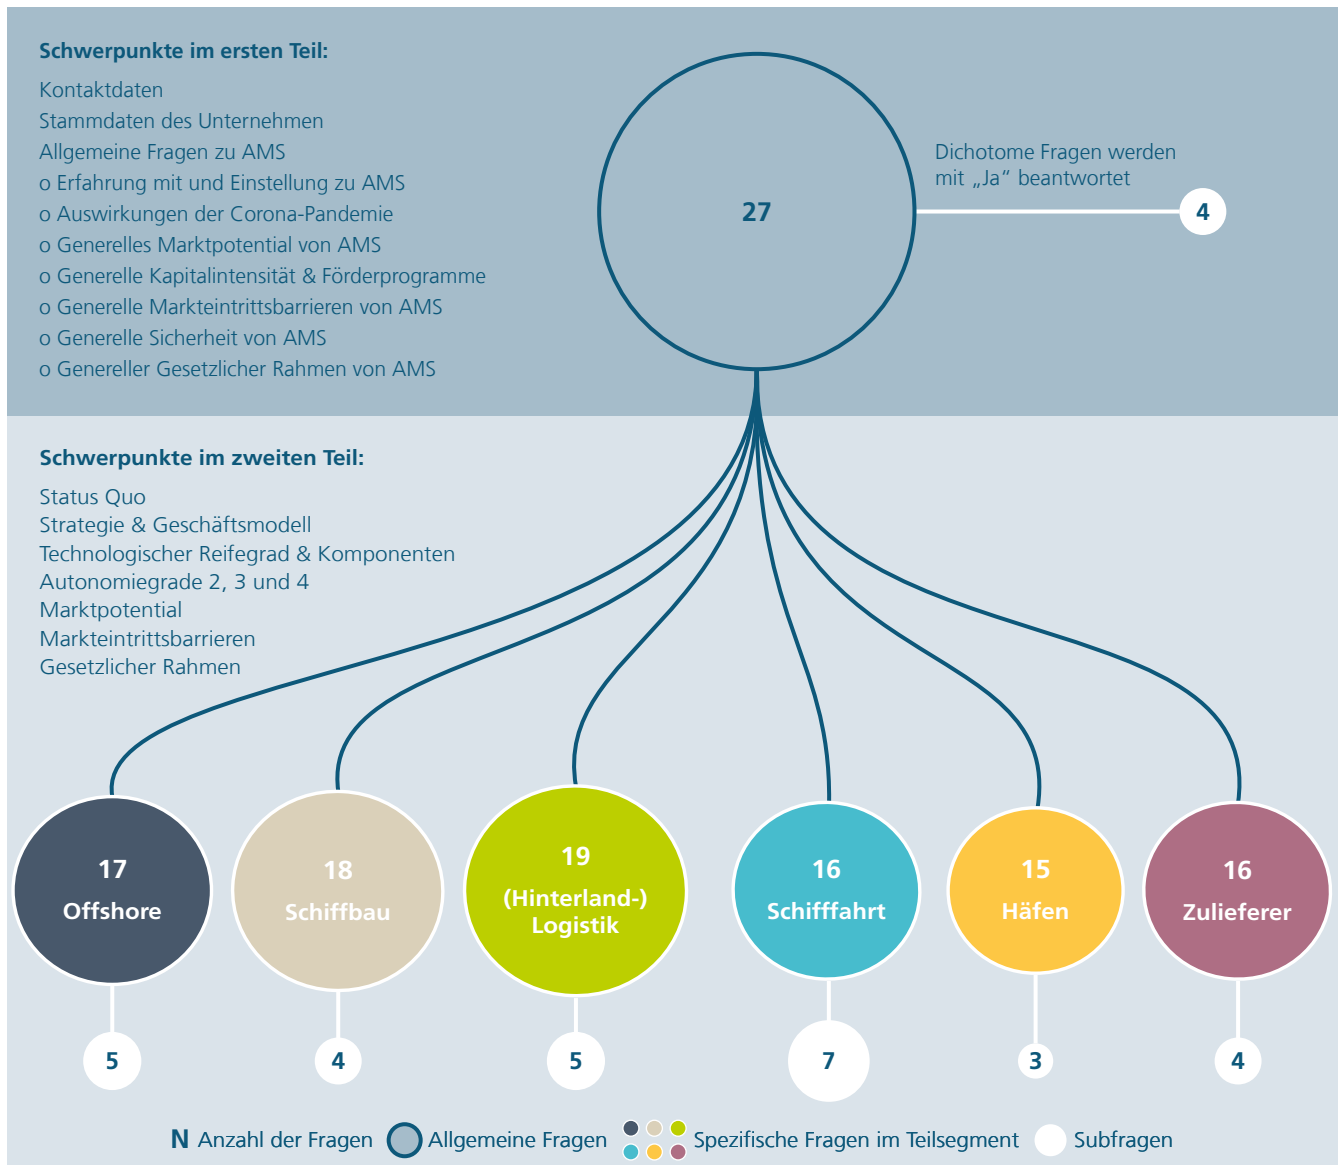 Schwerpunkte im ersten Teil:
Kontaktdaten
Stammdaten des Unternehmen
Allgemeine Fragen zu AMS
o Erfahrung mit und Einstellung zu AMS
o Auswirkungen der Corona-Pandemie
o Generelles Marktpotential von AMS
o Generelle Kapitalintensität & Förderprogramme
o Generelle Markteintrittsbarrieren von AMS
o Generelle Sicherheit von AMS
o Genereller Gesetzlicher Rahmen von AMS
27
Dichotome Fragen werden
mit „Ja“ beantwortet
4
Schwerpunkte im zweiten Teil:
Status Quo
Strategie & Geschäftsmodell
Technologischer Reifegrad & Komponenten
Autonomiegrade 2, 3 und 4
Marktpotential
Markteintrittsbarrieren
Gesetzlicher Rahmen
17
Offshore
18
Schiffbau
19
(Hinterland-)
Logistik
16
Schifffahrt
15
Häfen
16
Zulieferer
5
4
5
7
3
4
N Anzahl der Fragen
Allgemeine Fragen
Spezifische Fragen im Teilsegment
Subfragen